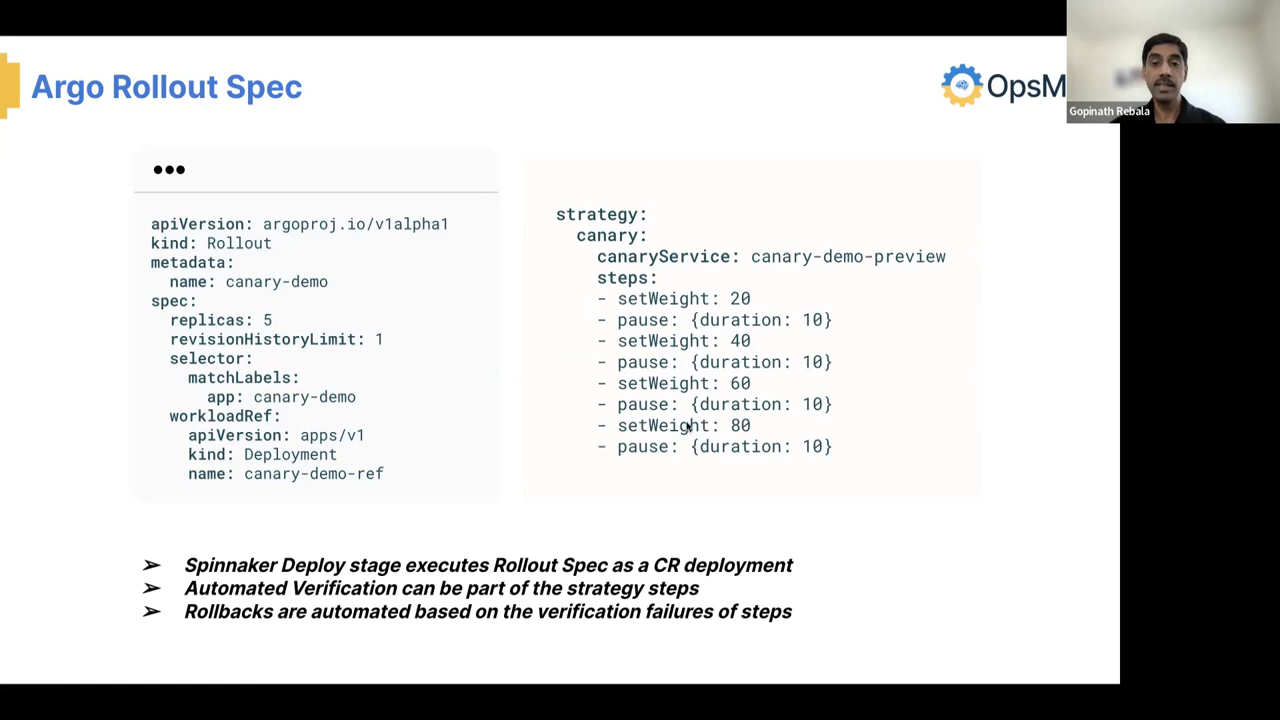 Argo Rollout Spec
OpsM
Gopinath Rebala
•••
apiVersion: argoproj.io/v1alpha1
kind: Rollout
metadata:
name: canary-demo
spec:
replicas: 5
revisionHistoryLimit: 1
selector:
matchLabels:
app: canary-demo
workloadRef:
apiVersion: apps/v1
kind: Deployment
name: canary-demo-ref
strategy:
canary:
canaryService: canary-demo-preview
steps:
- setWeight: 20
- pause: {duration: 10}
- setWeight: 40
- pause: {duration: 10}
- setWeight: 60
- pause: {duration: 10}
- setWeight: 80
- pause: {duration: 10}
➢ Spinnaker Deploy stage executes Rollout Spec as a CR deployment
➢ Automated Verification can be part of the strategy steps
➢ Rollbacks are automated based on the verification failures of steps